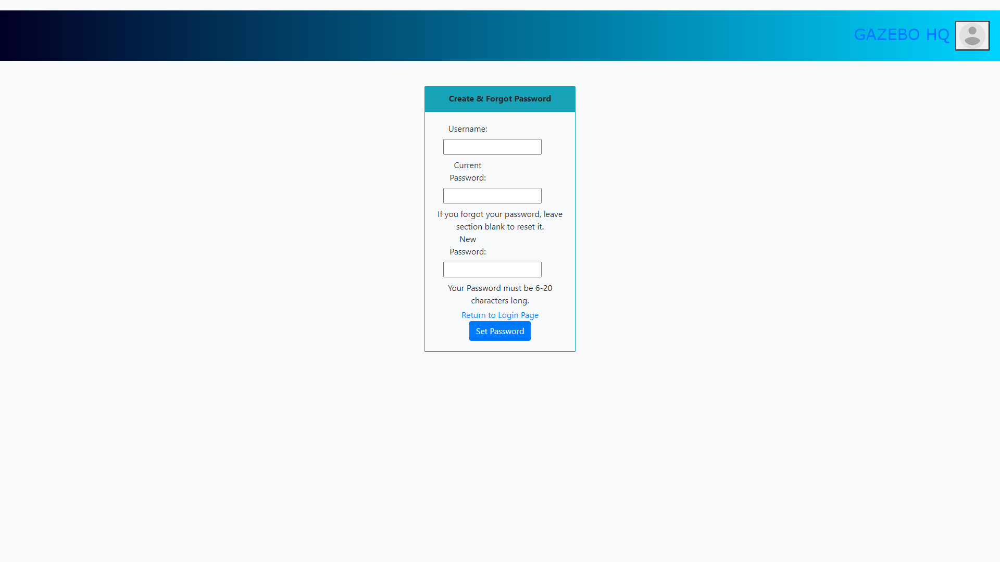 GAZEBO HQ
Create & Forgot Password
Username:
Current
Password:
If you forgot your password, leave
section blank to reset it.
New
Password:
Your Password must be 6-20
characters long.
Return to Login Page
Set Password